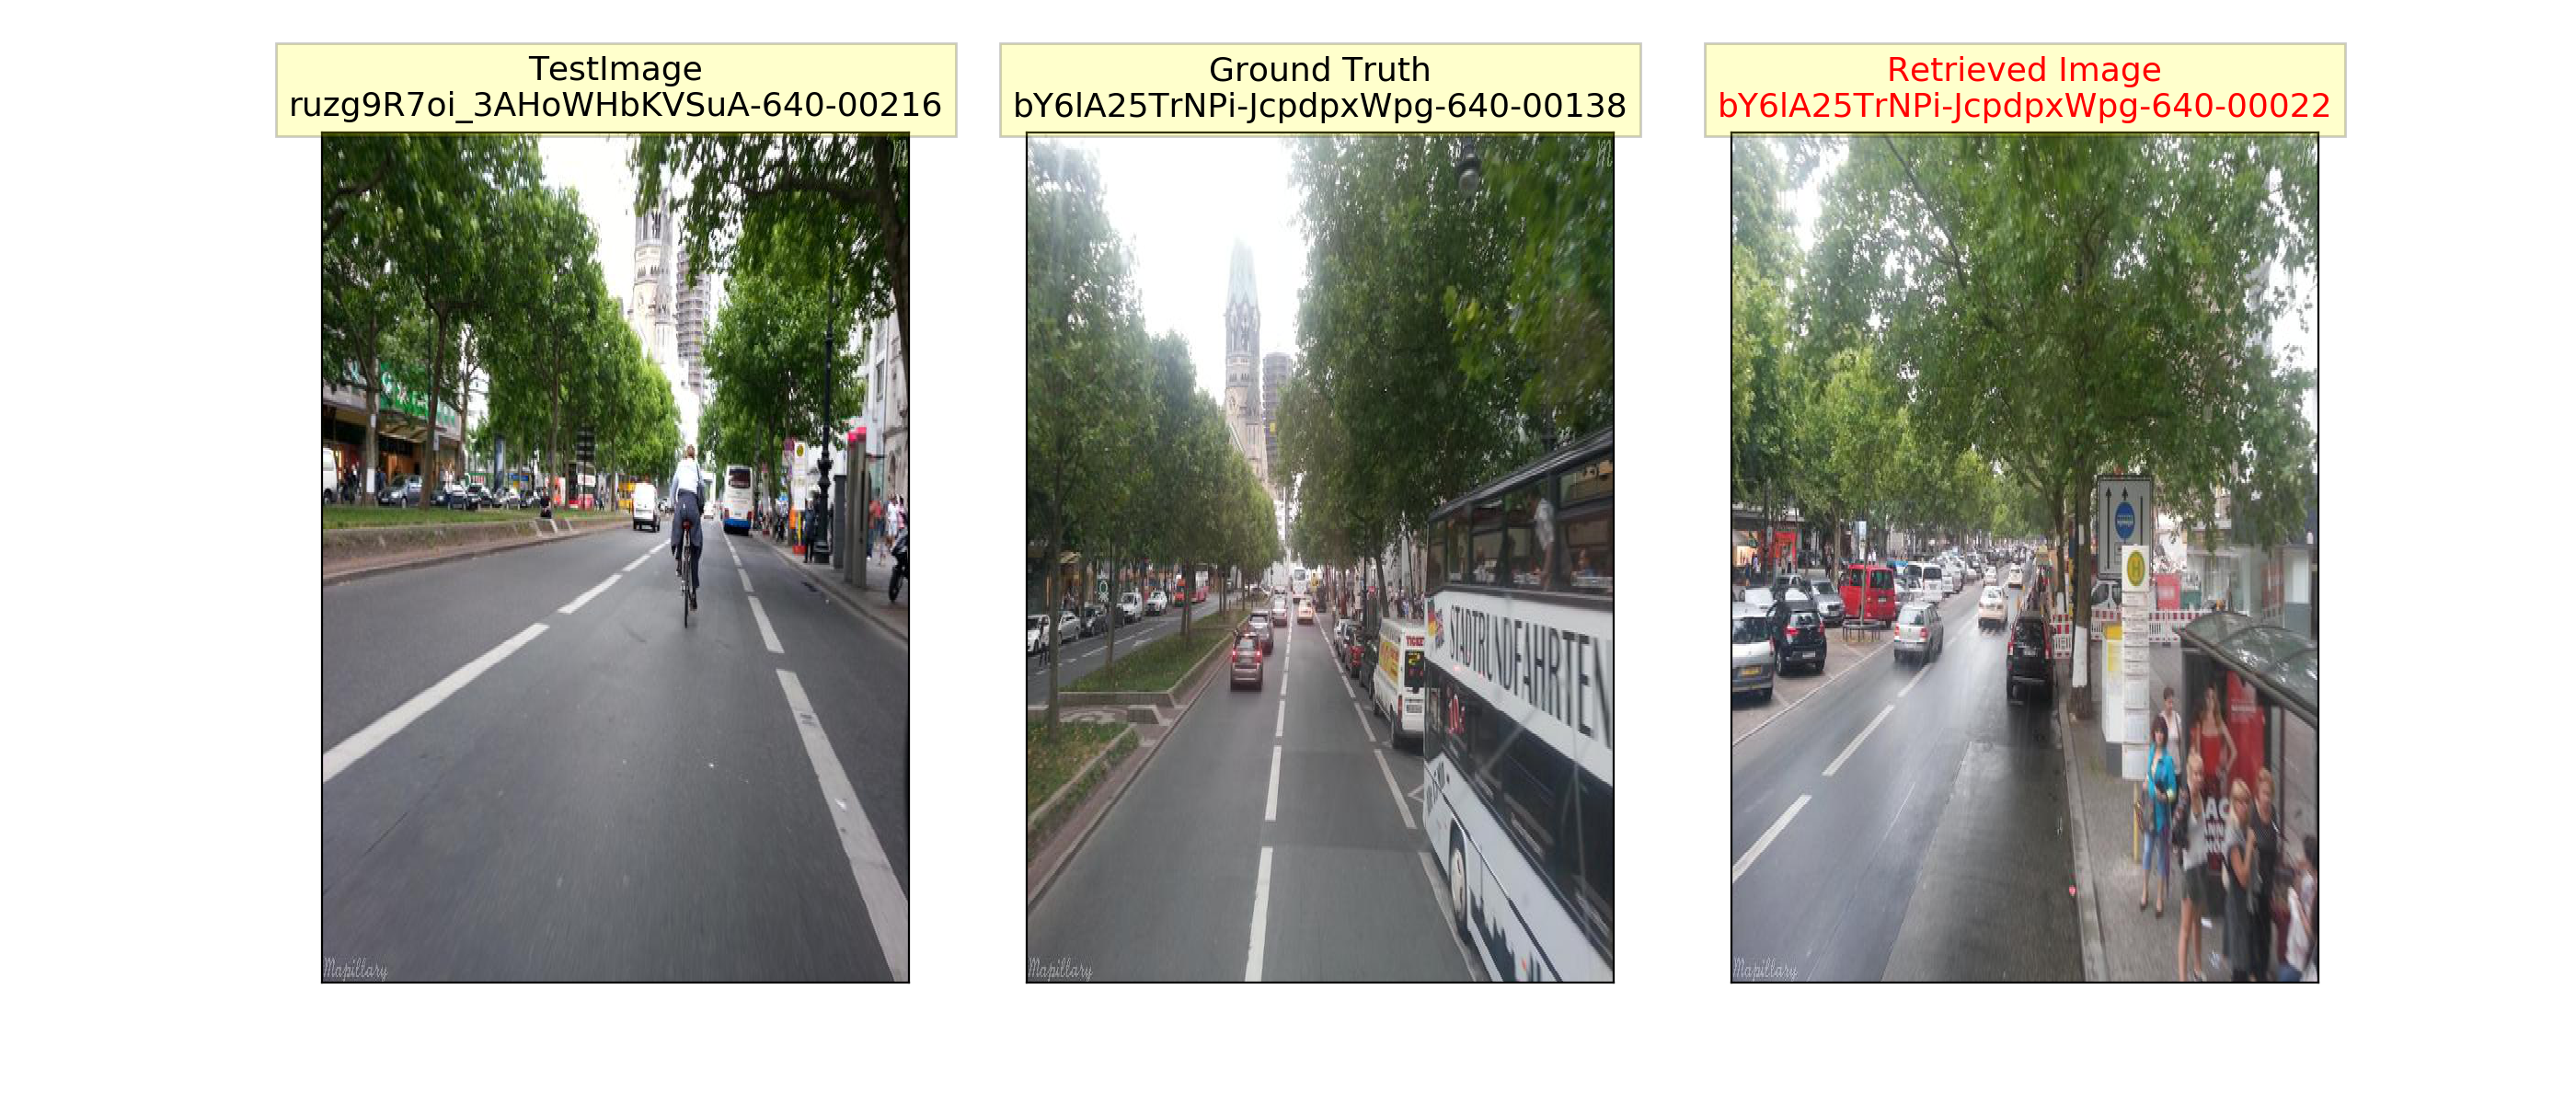 TestImage
ruzg9R7oi_3AHoWHbKVSuA-640-00216
Ground Truth
bY6lA25TrNPi-JcpdpxWpg-640-00138
Retrieved Image
bY6lA25TrNPi-JcpdpxWpg-640-00022
STADTRUNDFAHRTEN
TICKE
H
Mapillary
Mapillary
Mapillary